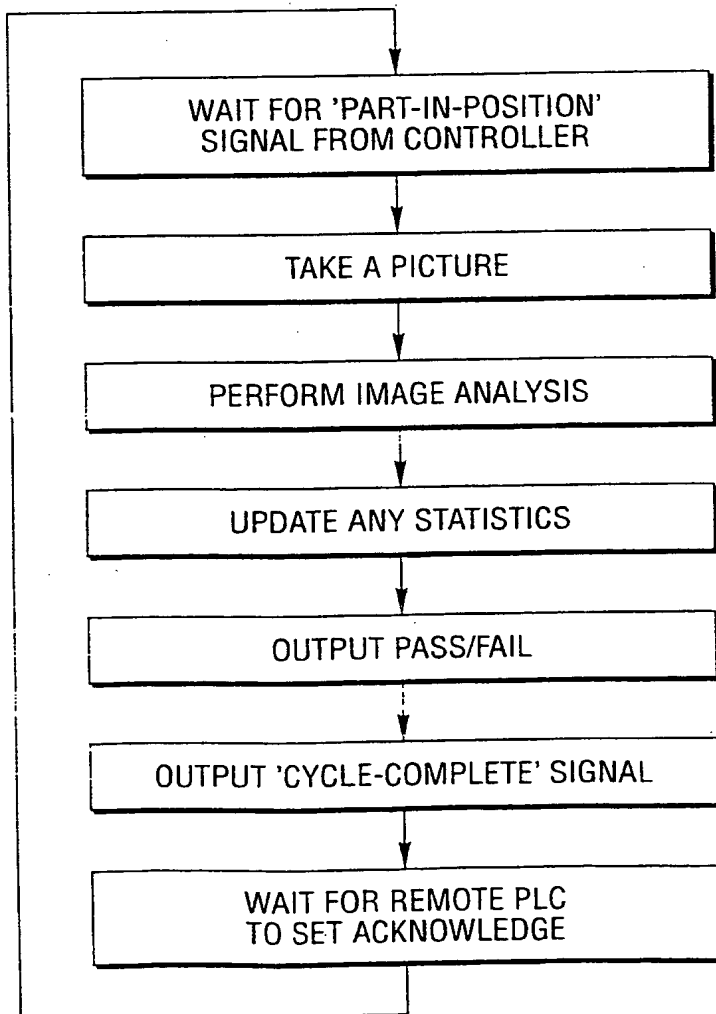 WAIT FOR 'PART-IN-POSITION'
SIGNAL FROM CONTROLLER
TAKE A PICTURE
PERFORM IMAGE ANALYSIS
UPDATE ANY STATISTICS
OUTPUT PASS/FAIL
OUTPUT 'CYCLE-COMPLETE' SIGNAL
WAIT FOR REMOTE PLC
TO SET ACKNOWLEDGE